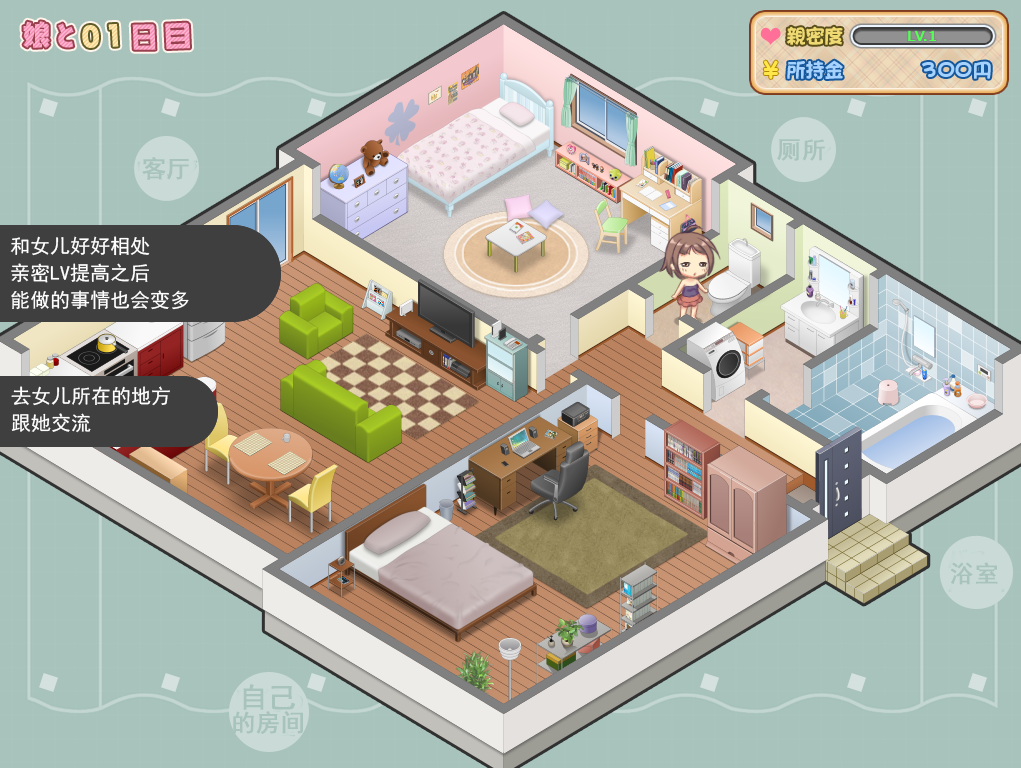 娘と01日目
親密度 LV.1
¥ 所持金 300円
客厅
厕所
和女儿好好相处
亲密LV提高之后
能做的事情也会变多
去女儿所在的地方
跟她交流
浴室
自己
的房间